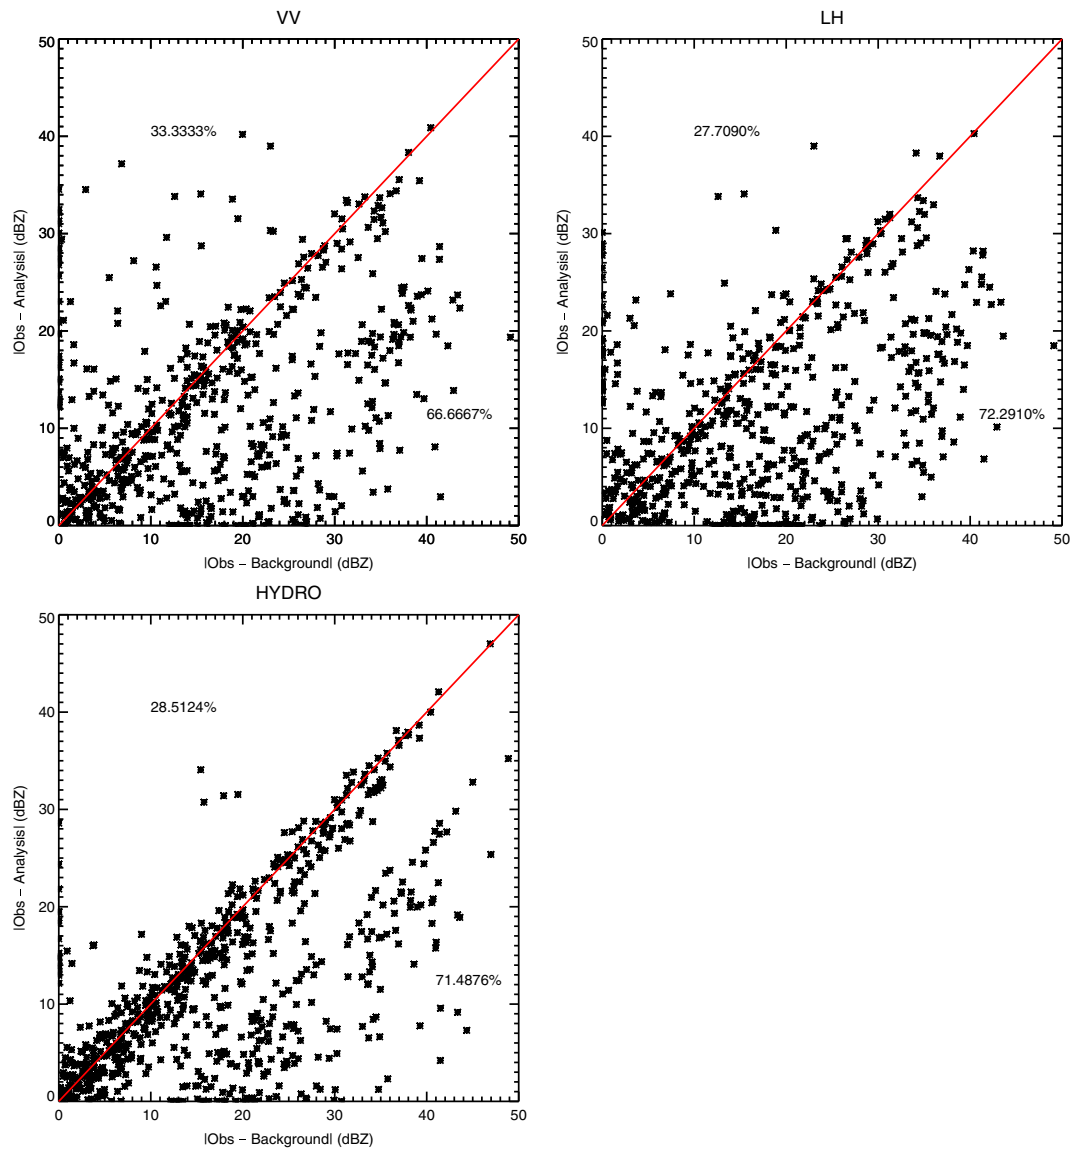 VV
50
40
30
20
10
0
|Obs − Analysis| (dBZ)
33.3333%
66.6667%
0 10 20 30 40 50
|Obs − Background| (dBZ)
LH
50
40
30
20
10
0
|Obs − Analysis| (dBZ)
27.7090%
72.2910%
0 10 20 30 40 50
|Obs − Background| (dBZ)
HYDRO
50
40
30
20
10
0
|Obs − Analysis| (dBZ)
28.5124%
71.4876%
0 10 20 30 40 50
|Obs − Background| (dBZ)